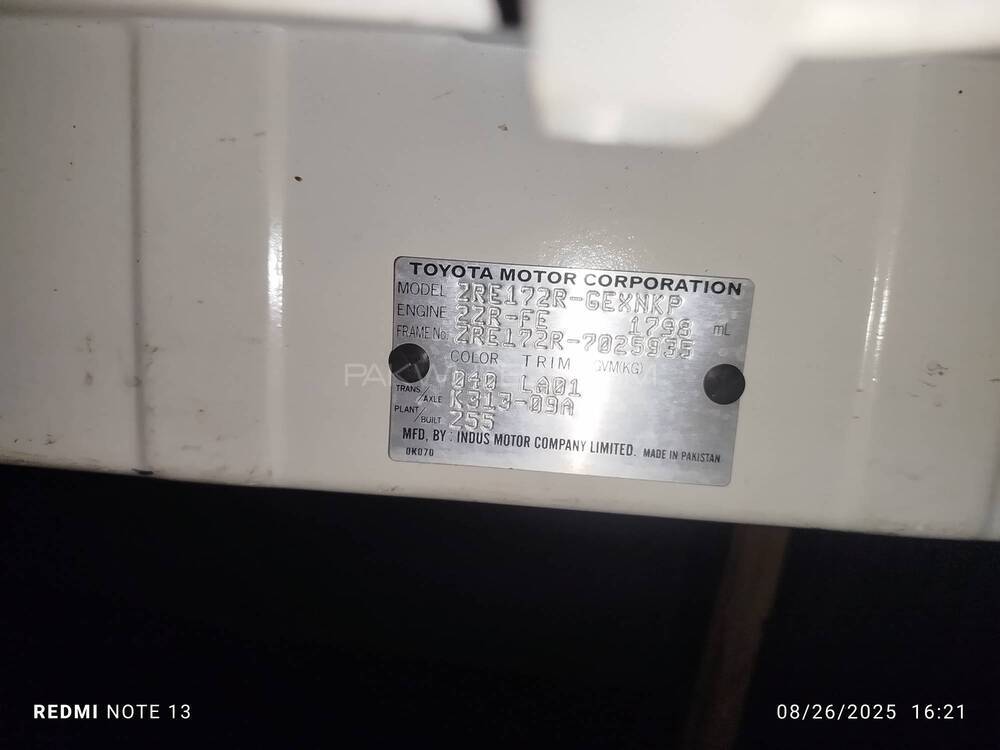 TOYOTA MOTOR CORPORATION
MODEL ZRE172R-GEXNKP
ENGINE 2ZR-FE 1798 mL
FRAME No. ZRE172R-7025935
COLOR TRIM GVM(KG)
040 LA01
TRANS/AXLE K313-09A
PLANT/BUILT 255
MFD, BY : INDUS MOTOR COMPANY LIMITED. MADE IN PAKISTAN
0K070
REDMI NOTE 13
08/26/2025 16:21